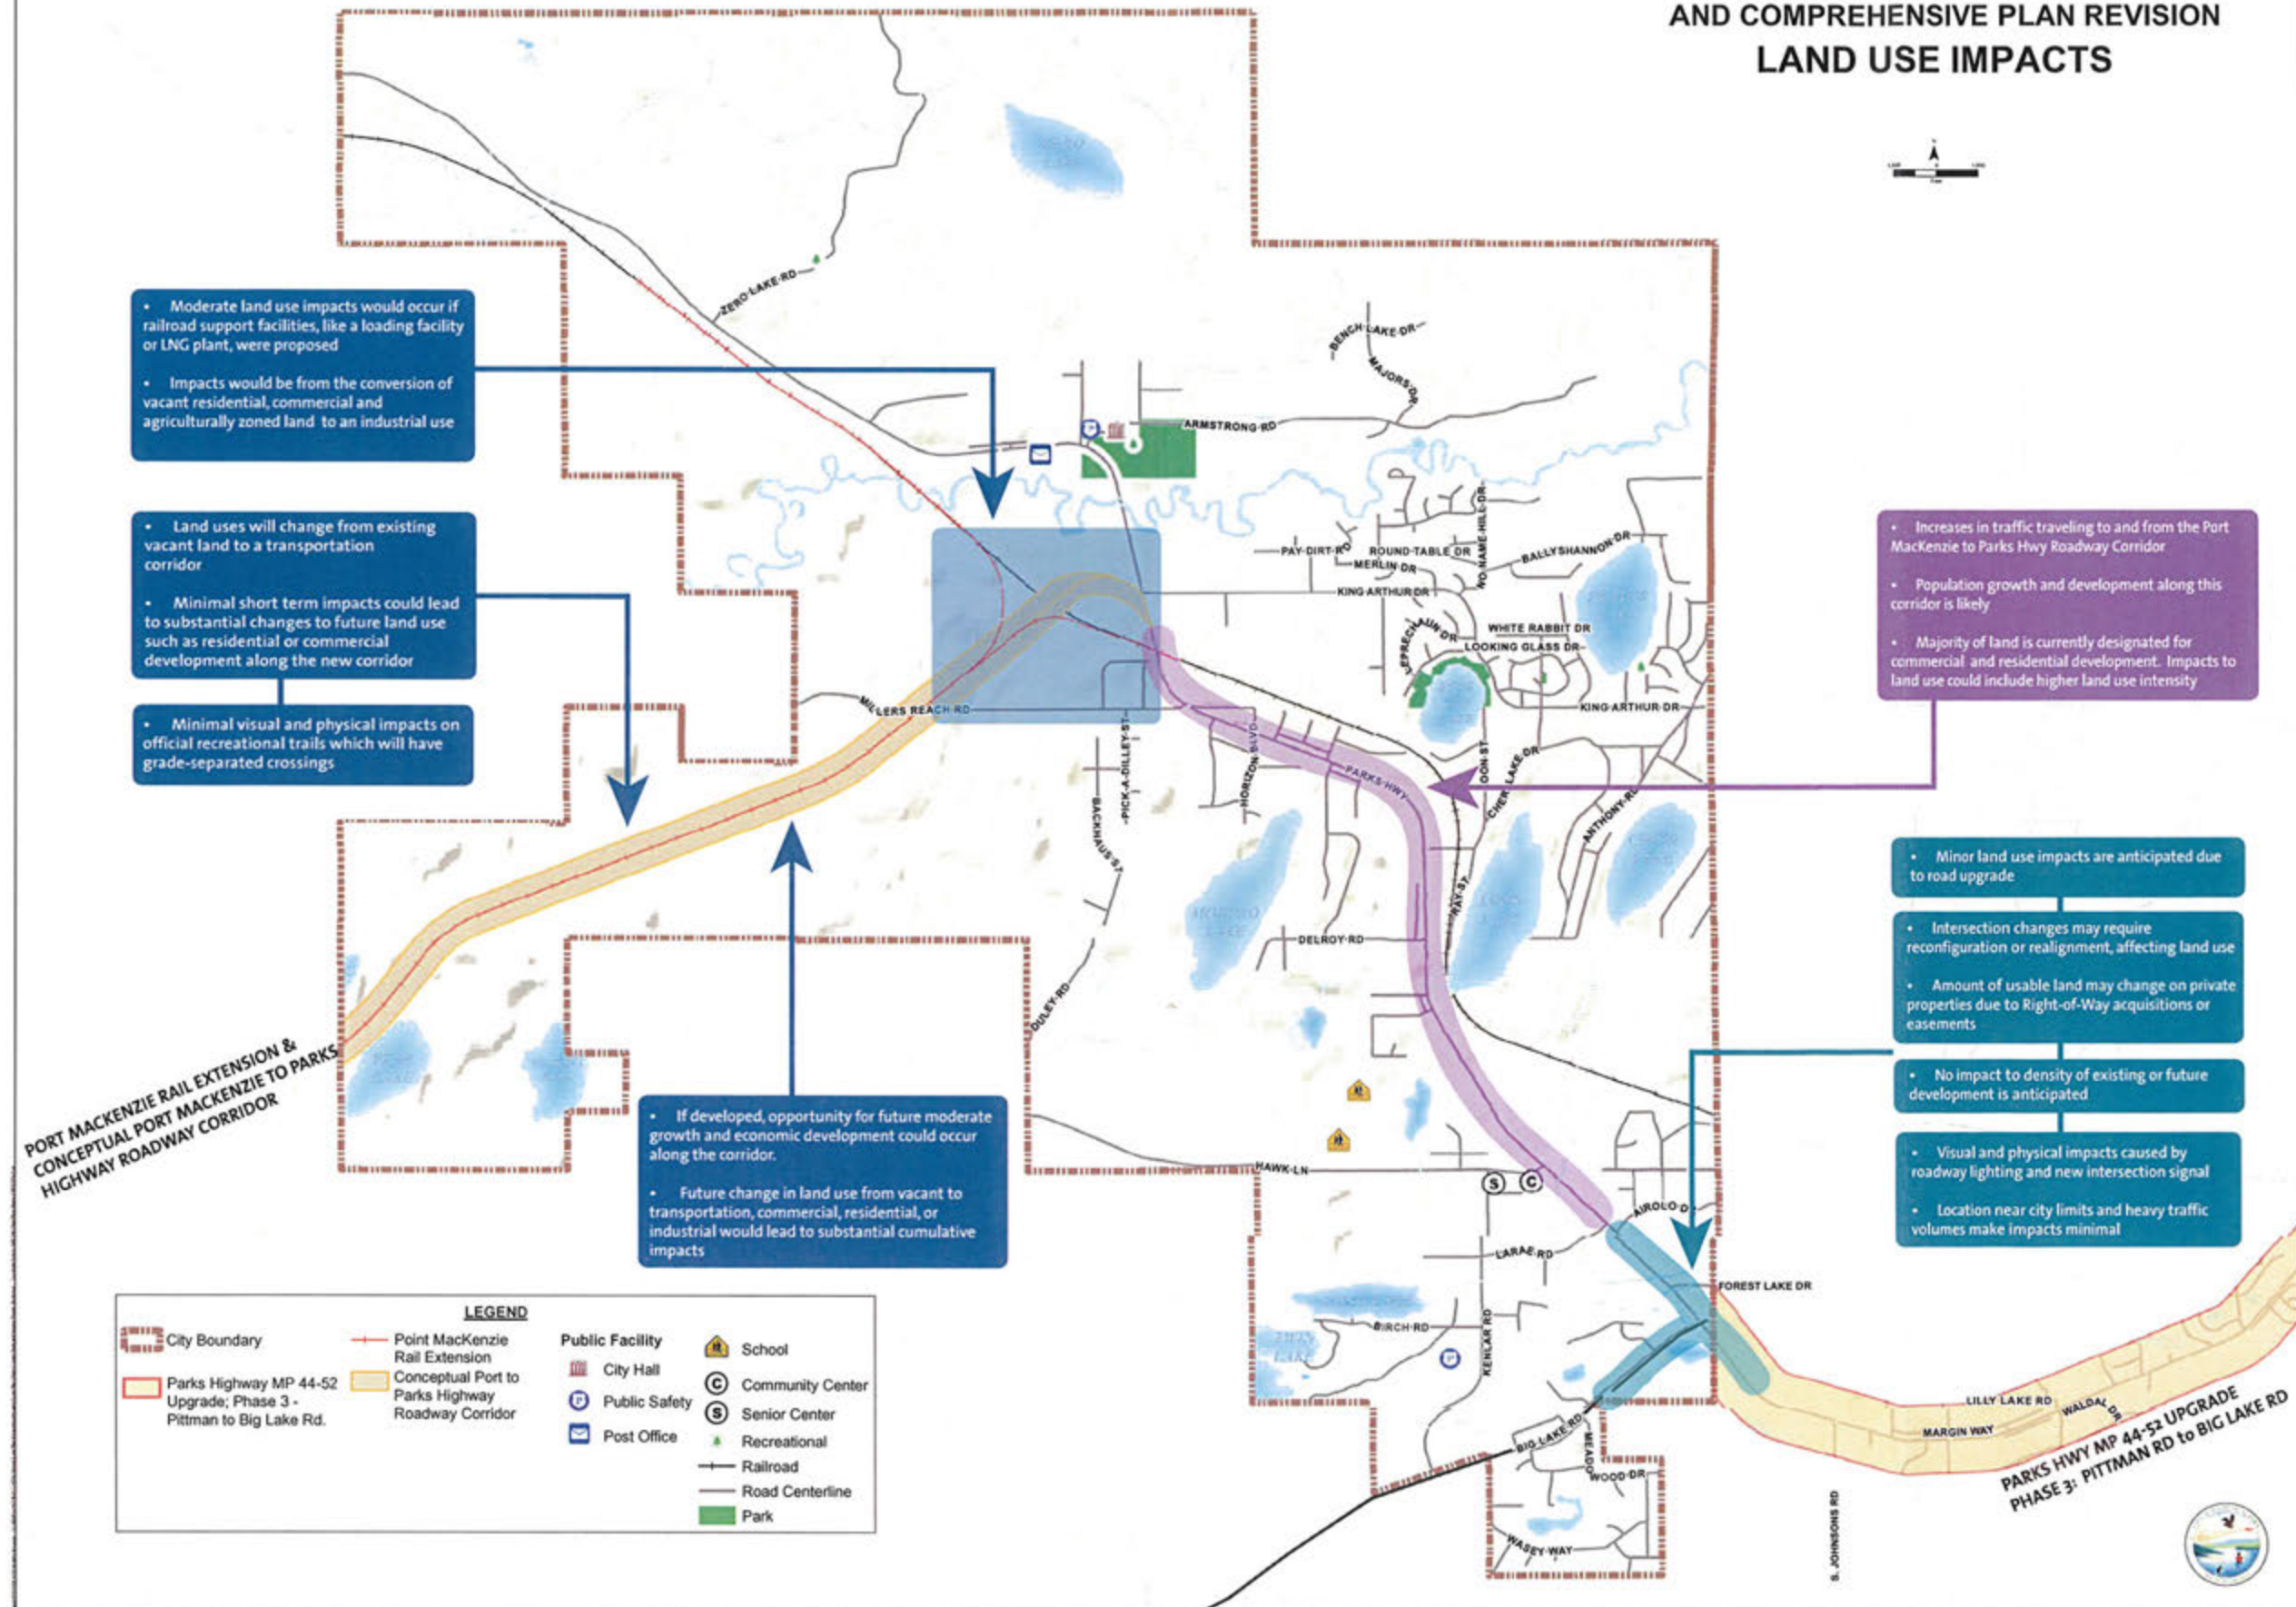 AND COMPREHENSIVE PLAN REVISION
LAND USE IMPACTS
• Moderate land use impacts would occur if
railroad support facilities, like a loading facility
or LNG plant, were proposed
• Impacts would be from the conversion of
vacant residential, commercial and
agriculturally zoned land to an industrial use
• Land uses will change from existing
vacant land to a transportation
corridor
• Minimal short term impacts could lead
to substantial changes to future land use
such as residential or commercial
development along the new corridor
• Minimal visual and physical impacts on
official recreational trails which will have
grade-separated crossings
• Increases in traffic traveling to and from the Port
MacKenzie to Parks Hwy Roadway Corridor
• Population growth and development along this
corridor is likely
• Majority of land is currently designated for
commercial and residential development. Impacts to
land use could include higher land use intensity
• Minor land use impacts are anticipated due
to road upgrade
• Intersection changes may require
reconfiguration or realignment, affecting land use
• Amount of usable land may change on private
properties due to Right-of-Way acquisitions or
easements
• No impact to density of existing or future
development is anticipated
• Visual and physical impacts caused by
roadway lighting and new intersection signal
• Location near city limits and heavy traffic
volumes make impacts minimal
• If developed, opportunity for future moderate
growth and economic development could occur
along the corridor.
• Future change in land use from vacant to
transportation, commercial, residential, or
industrial would lead to substantial cumulative
impacts
ZERO LAKE RD
BENCH LAKE DR
MAJORS DR
ARMSTRONG RD
PAY DIRT RD
ROUND TABLE DR
MERLIN DR
NO NAME HILL DR
BALLYSHANNON DR
KING ARTHUR DR
LEPRECHAUN DR
WHITE RABBIT DR
LOOKING GLASS DR
KING ARTHUR DR
MILLERS REACH RD
PICK-A-DILLEY ST
BACKHAUS ST
HORIZON BLVD
PARKS HWY
DON ST
CHER LAKE DR
ANTHONY RD
RAY ST
DELROY RD
DULEY RD
HAWK LN
S
C
AIROLO D
LARAE RD
FOREST LAKE DR
BIRCH RD
KENLAR RD
BIG LAKE RD
MEADO
WOOD DR
WASEY WAY
LILLY LAKE RD
MARGIN WAY
WALDAL DR
S. JOHNSONS RD
PORT MACKENZIE RAIL EXTENSION &
CONCEPTUAL PORT MACKENZIE TO PARKS
HIGHWAY ROADWAY CORRIDOR
PARKS HWY MP 44-52 UPGRADE
PHASE 3: PITTMAN RD to BIG LAKE RD
LEGEND
City Boundary
Parks Highway MP 44-52
Upgrade; Phase 3 -
Pittman to Big Lake Rd.
Point MacKenzie
Rail Extension
Conceptual Port to
Parks Highway
Roadway Corridor
Public Facility
City Hall
P Public Safety
Post Office
School
C Community Center
S Senior Center
Recreational
Railroad
Road Centerline
Park